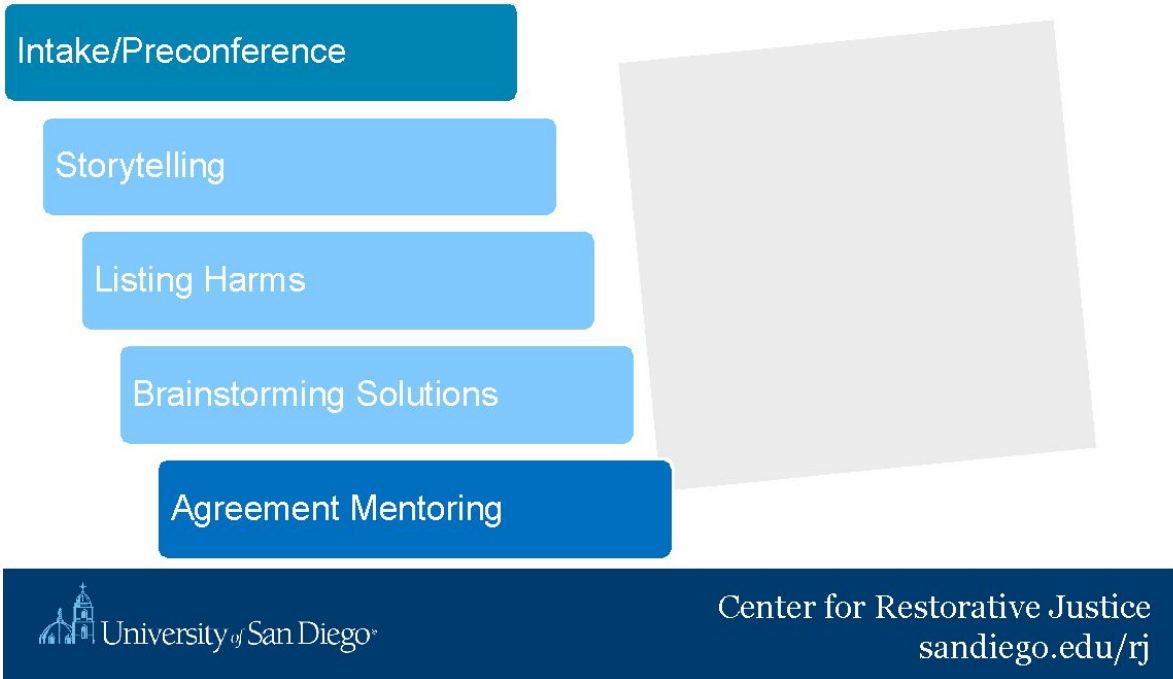 Intake/Preconference
Storytelling
Listing Harms
Brainstorming Solutions
Agreement Mentoring
University of San Diego
Center for Restorative Justice
sandiego.edu/rj